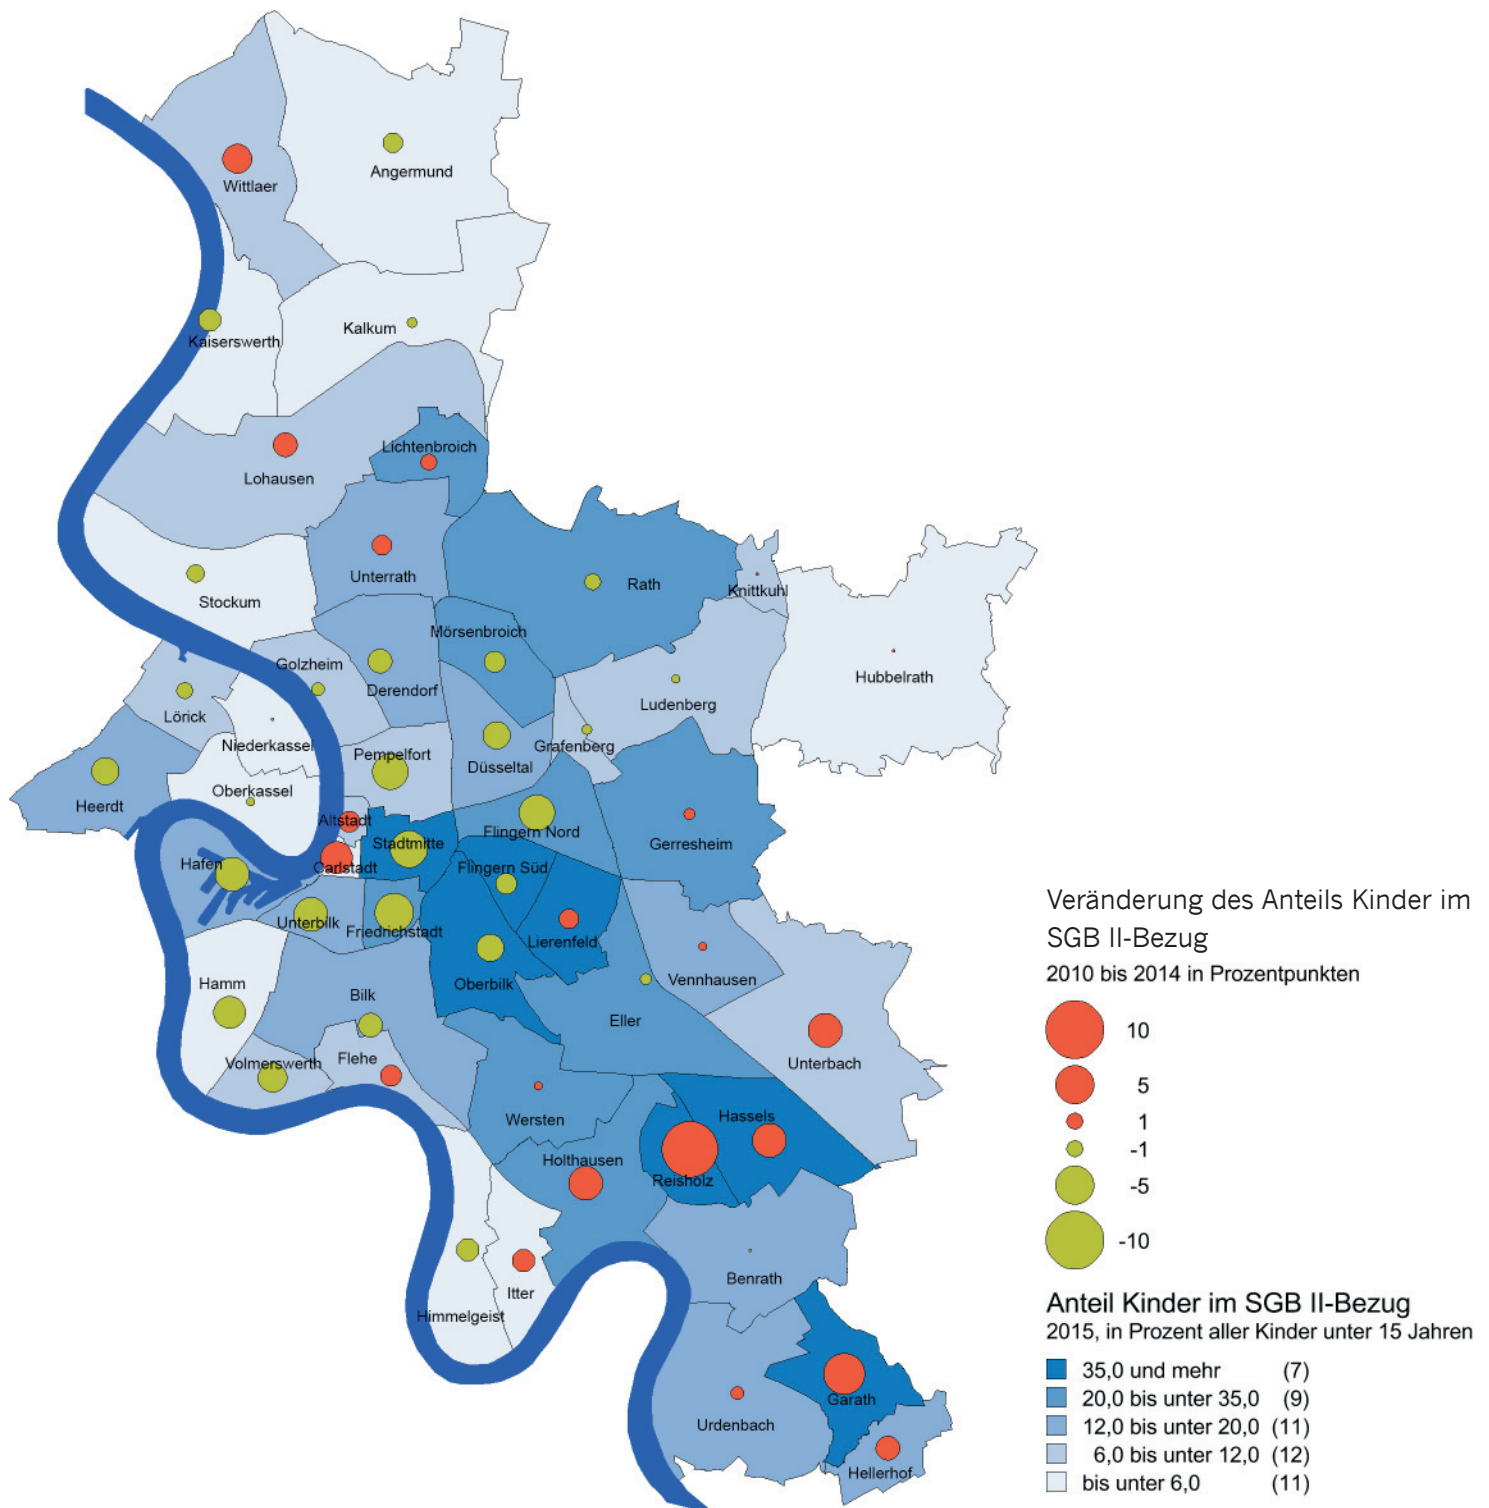 Wittlaer
Angermund
Kaiserswerth
Kalkum
Lohausen
Lichtenbroich
Unterrath
Stockum
Rath
Knittkuhl
Hubbelrath
Mörsenbroich
Golzheim
Derendorf
Lörick
Ludenberg
Niederkassel
Pempelfort
Düsseltal
Grafenberg
Heerdt
Oberkassel
Altstadt
Stadtmitte
Flingern Nord
Gerresheim
Hafen
Carlstadt
Flingern Süd
Unterbilk
Friedrichstadt
Lierenfeld
Hamm
Bilk
Oberbilk
Vennhausen
Eller
Volmerswerth
Flehe
Unterbach
Wersten
Hassels
Holthausen
Reisholz
Itter
Himmelgeist
Benrath
Garath
Urdenbach
Hellerhof
Veränderung des Anteils Kinder im
SGB II-Bezug
2010 bis 2014 in Prozentpunkten
10
5
1
-1
-5
-10
Anteil Kinder im SGB II-Bezug
2015, in Prozent aller Kinder unter 15 Jahren
35,0 und mehr (7)
20,0 bis unter 35,0 (9)
12,0 bis unter 20,0 (11)
6,0 bis unter 12,0 (12)
bis unter 6,0 (11)